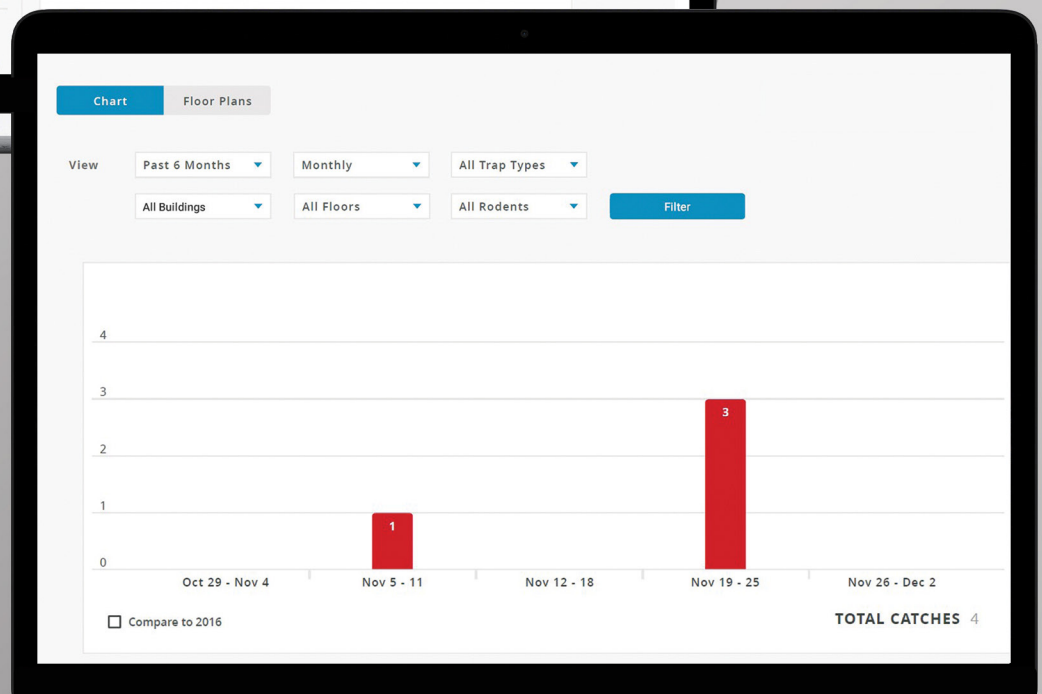 Chart Floor Plans
View Past 6 Months Monthly All Trap Types
All Buildings All Floors All Rodents Filter
4
3
3
2
1
1
0
Oct 29 - Nov 4 Nov 5 - 11 Nov 12 - 18 Nov 19 - 25 Nov 26 - Dec 2
Compare to 2016 TOTAL CATCHES 4